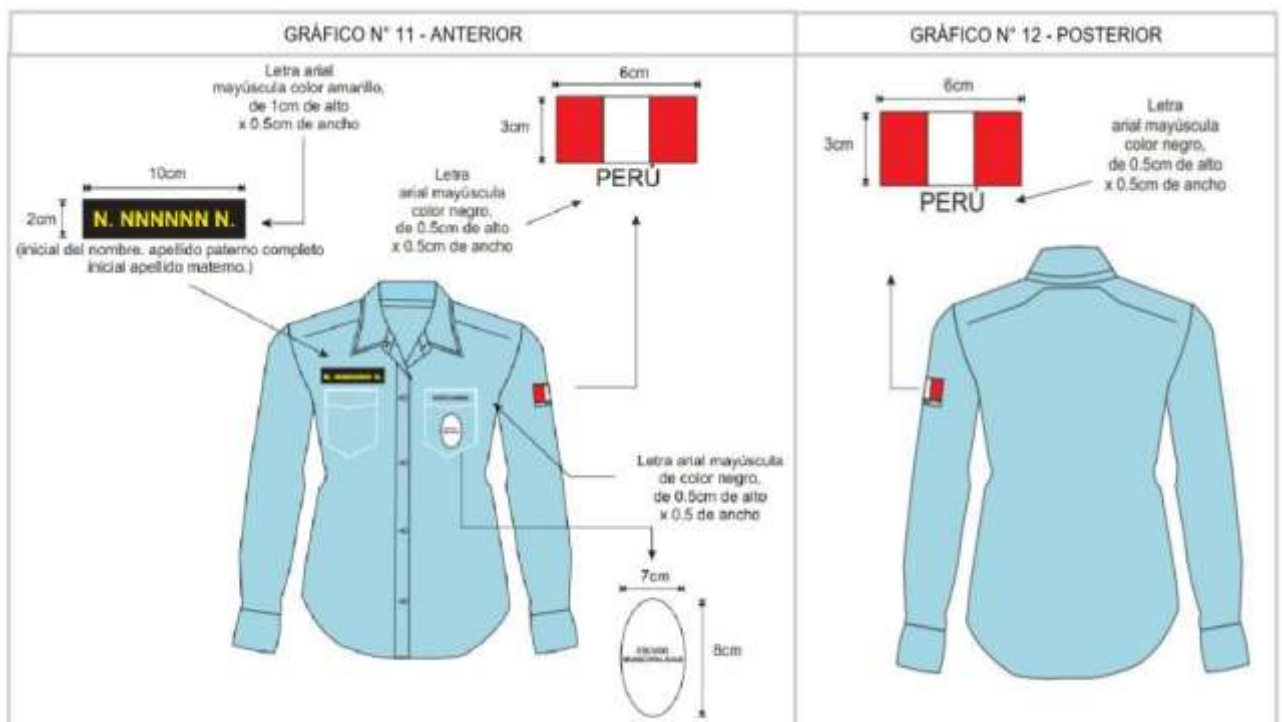 GRÁFICO N° 11 - ANTERIOR
Letra arial
mayúscula color amarillo,
de 1cm de alto
x 0.5cm de ancho
10cm
2cm
N. NNNNNN N.
(inicial del nombre. apellido paterno completo
inicial apellido materno.)
6cm
3cm
PERÚ
Letra
arial mayúscula
color negro,
de 0.5cm de alto
x 0.5cm de ancho
N. NNNNNN N.
Letra arial mayúscula
de color negro,
de 0.5cm de alto
x 0.5 de ancho
7cm
8cm
GRÁFICO N° 12 - POSTERIOR
6cm
3cm
PERÚ
Letra
arial mayúscula
color negro,
de 0.5cm de alto
x 0.5cm de ancho